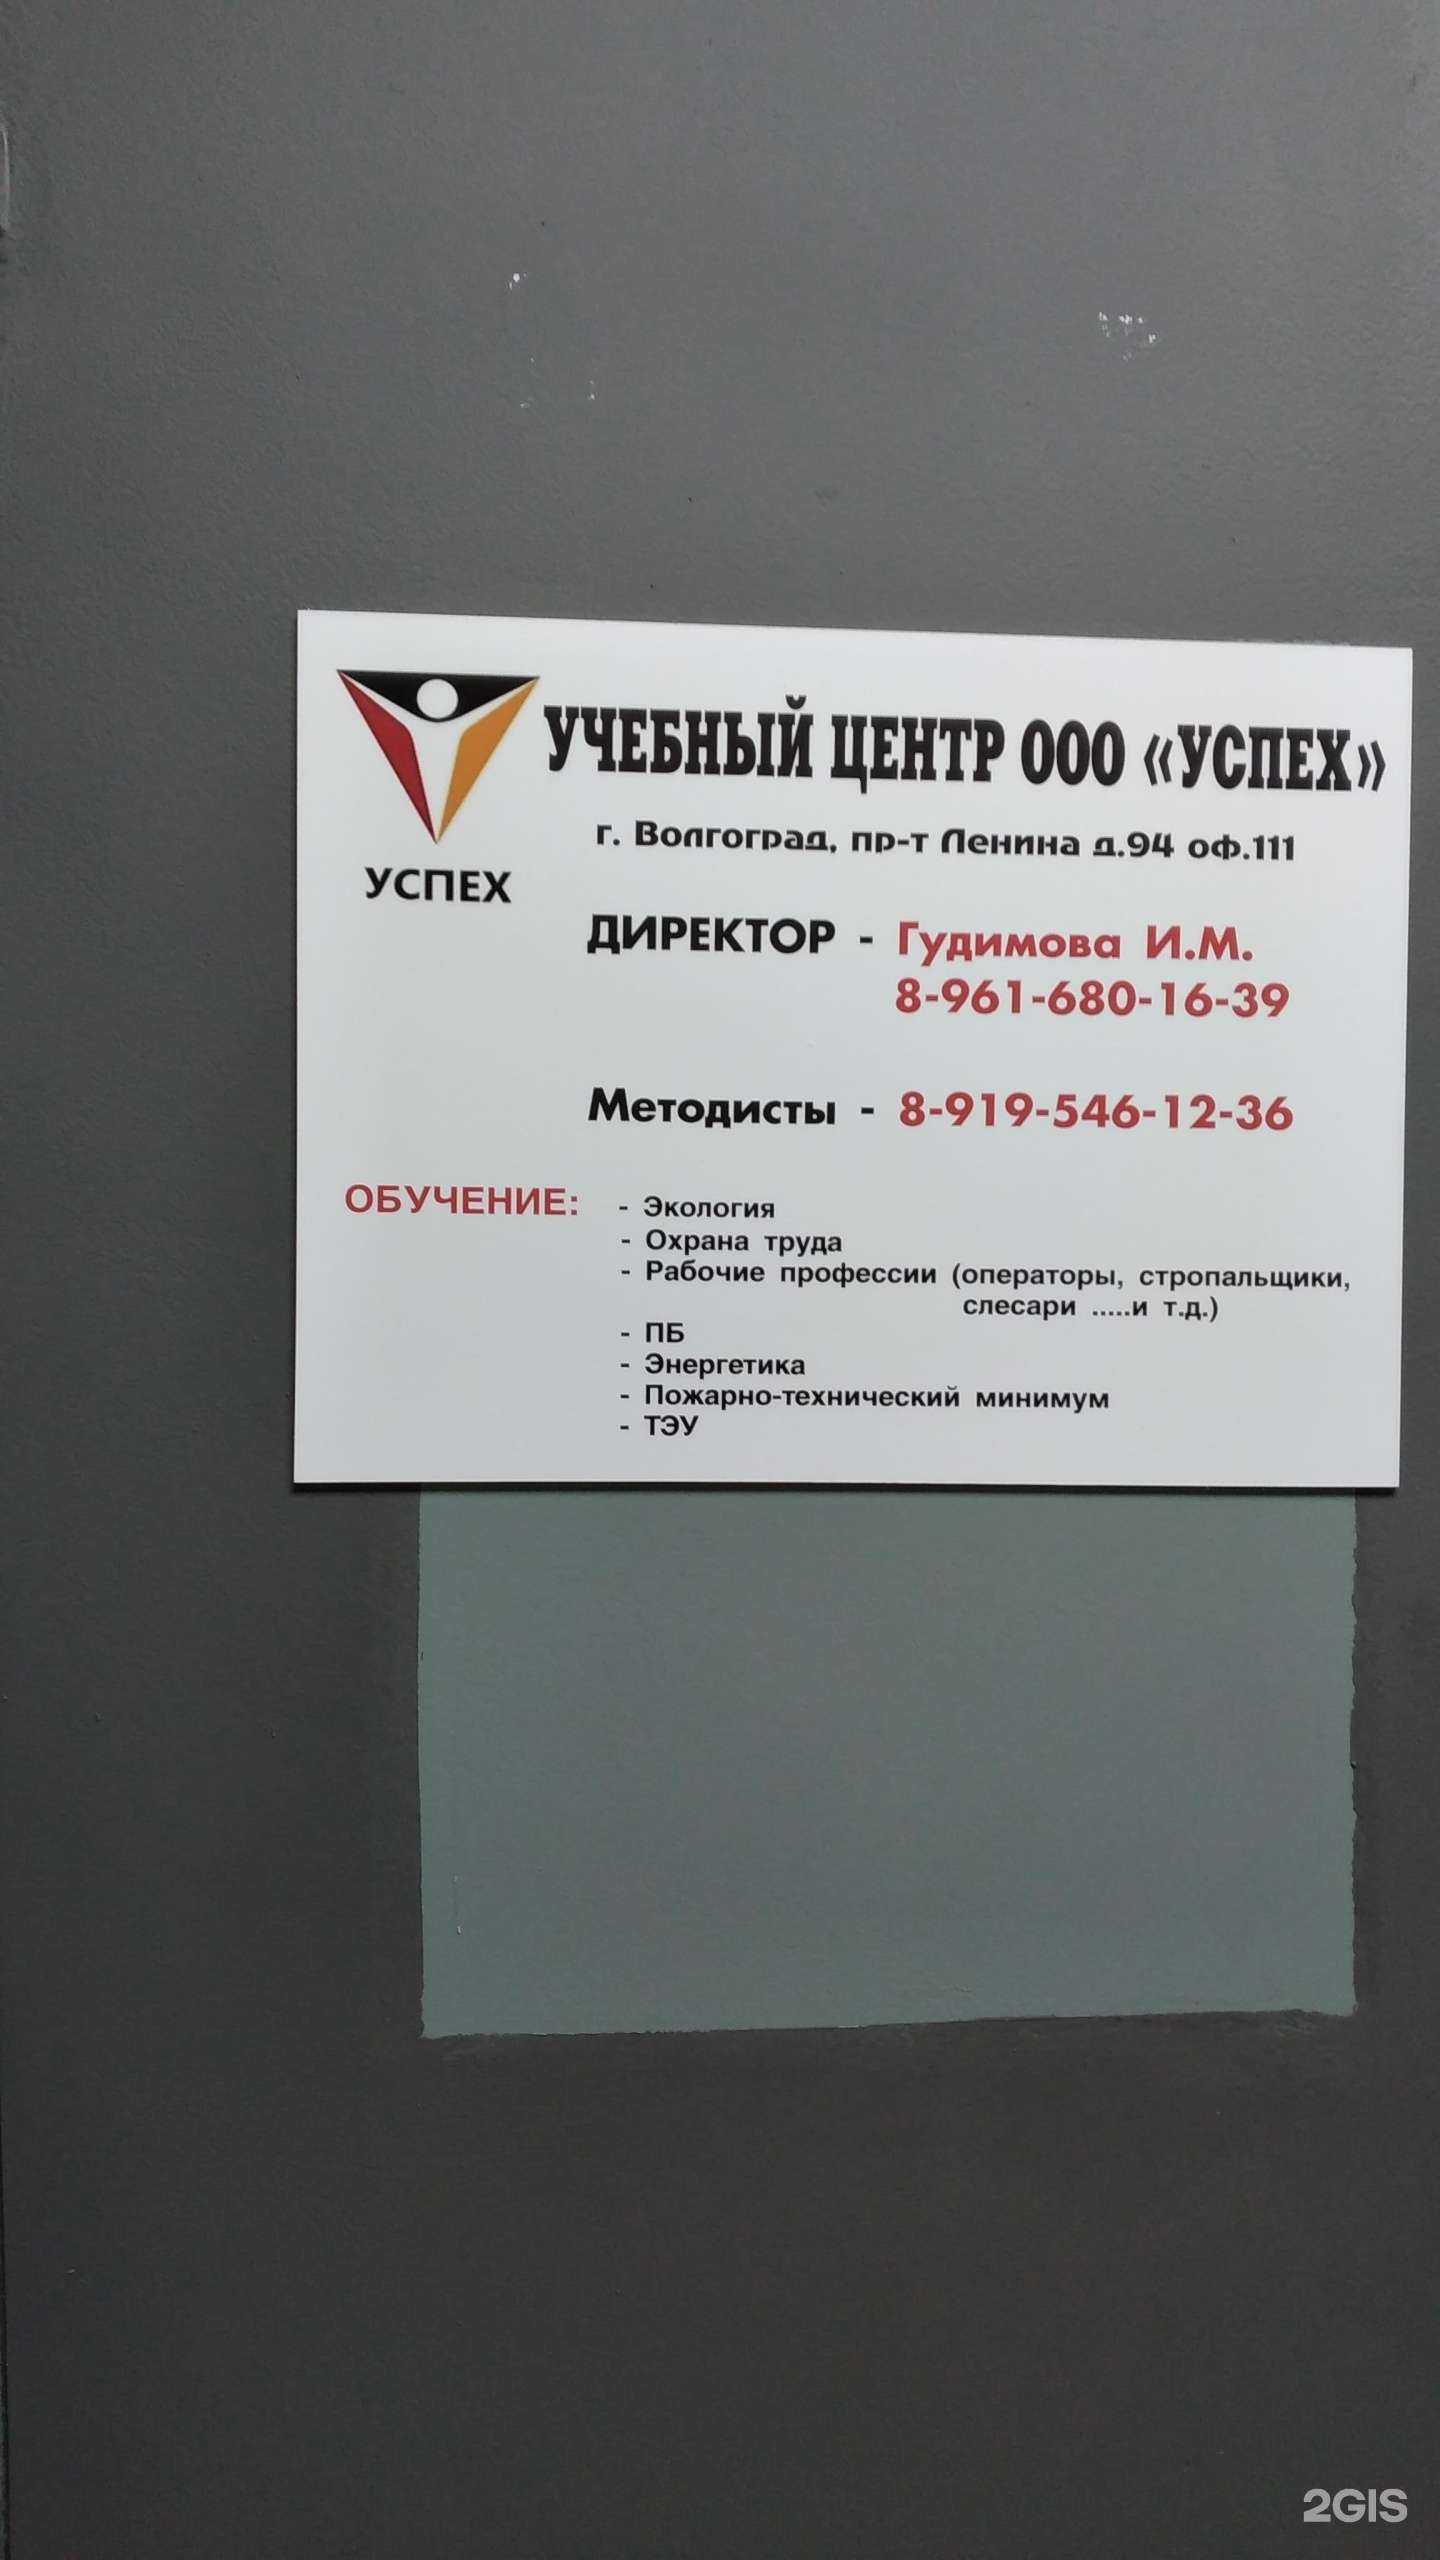 УЧЕБНЫЙ ЦЕНТР ООО «УСПЕХ»
г. Волгоград, пр-т Ленина д.94 оф.111
УСПЕХ
ДИРЕКТОР - Гудимова И.М.
8-961-680-16-39
Методисты - 8-919-546-12-36
ОБУЧЕНИЕ: - Экология
- Охрана труда
- Рабочие профессии (операторы, стропальщики,
слесари .....и т.д.)
- ПБ
- Энергетика
- Пожарно-технический минимум
- ТЭУ
2GIS